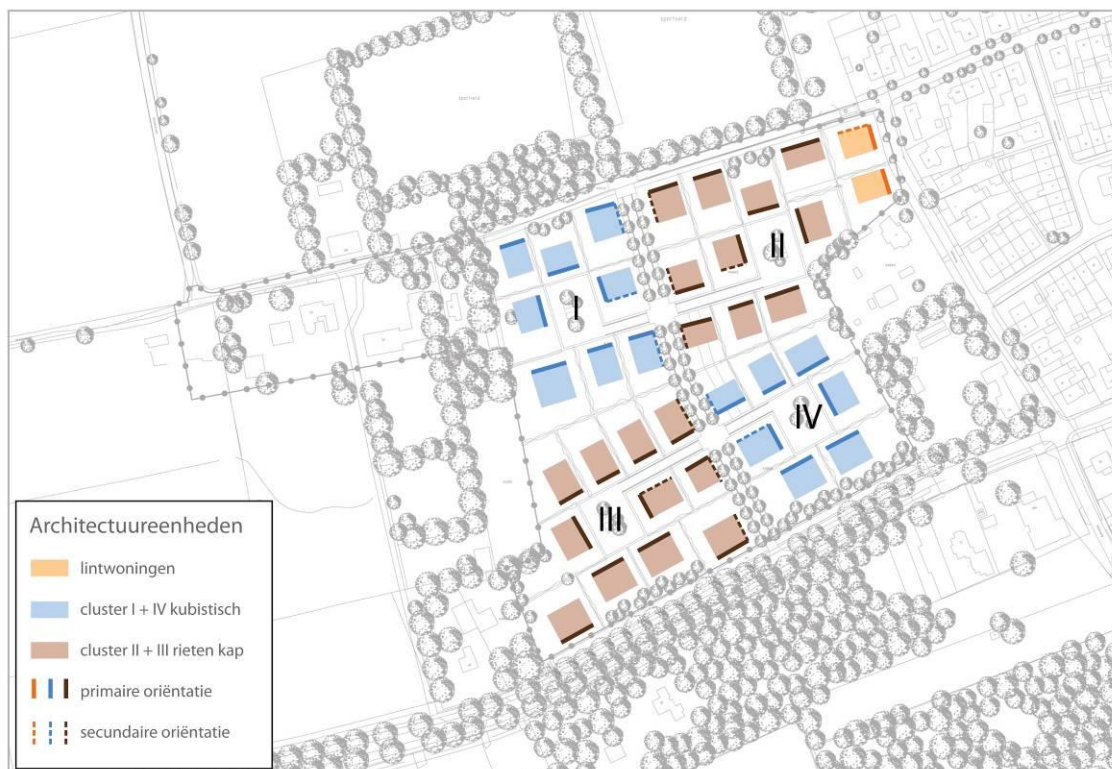 I
II
IV
III
Architectuureenheden
lintwoningen
cluster I + IV kubistisch
cluster II + III rieten kap
primaire oriëntatie
secundaire oriëntatie